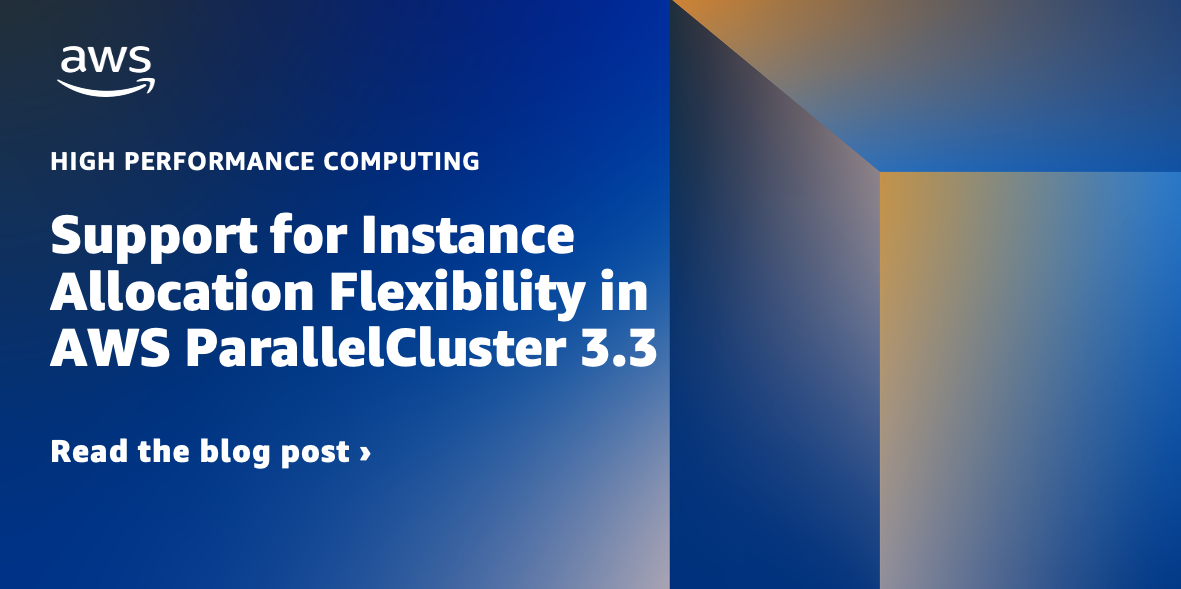 aws
HIGH PERFORMANCE COMPUTING
Support for Instance
Allocation Flexibility in
AWS ParallelCluster 3.3
Read the blog post ›